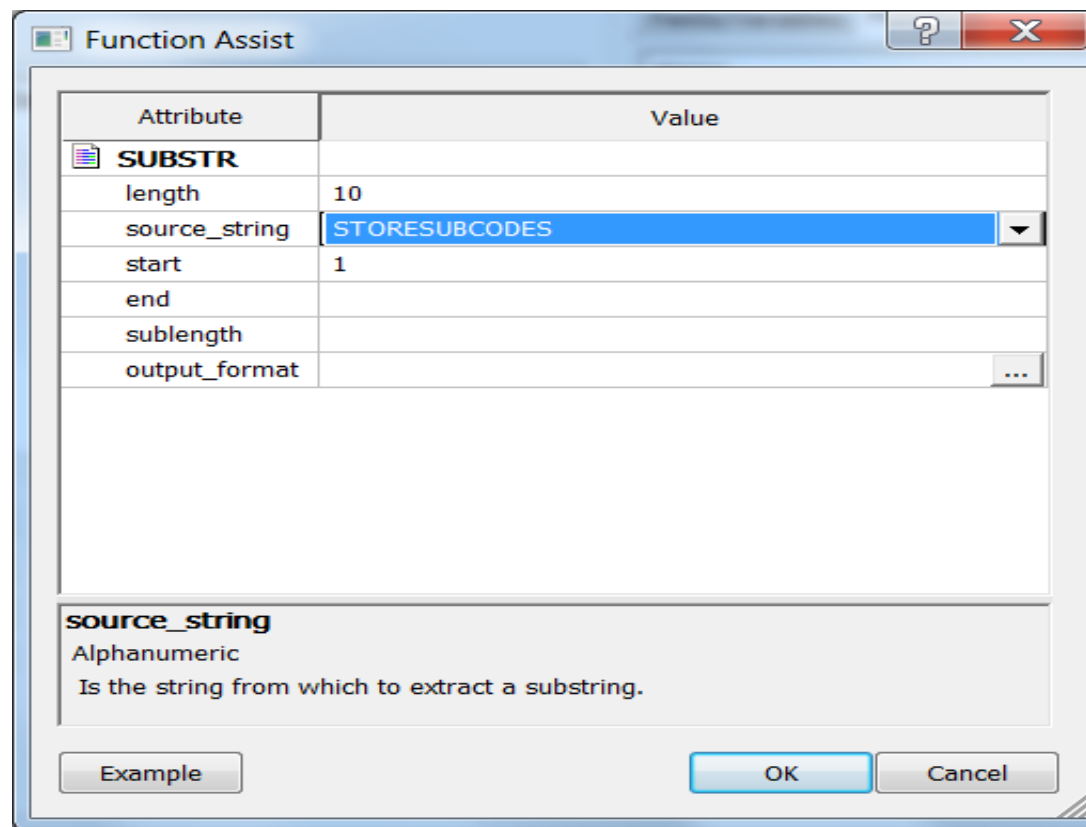 Function Assist
Attribute Value
SUBSTR
length 10
source_string STORESUBCODES
start 1
end
sublength
output_format ...
source_string
Alphanumeric
Is the string from which to extract a substring.
Example OK Cancel